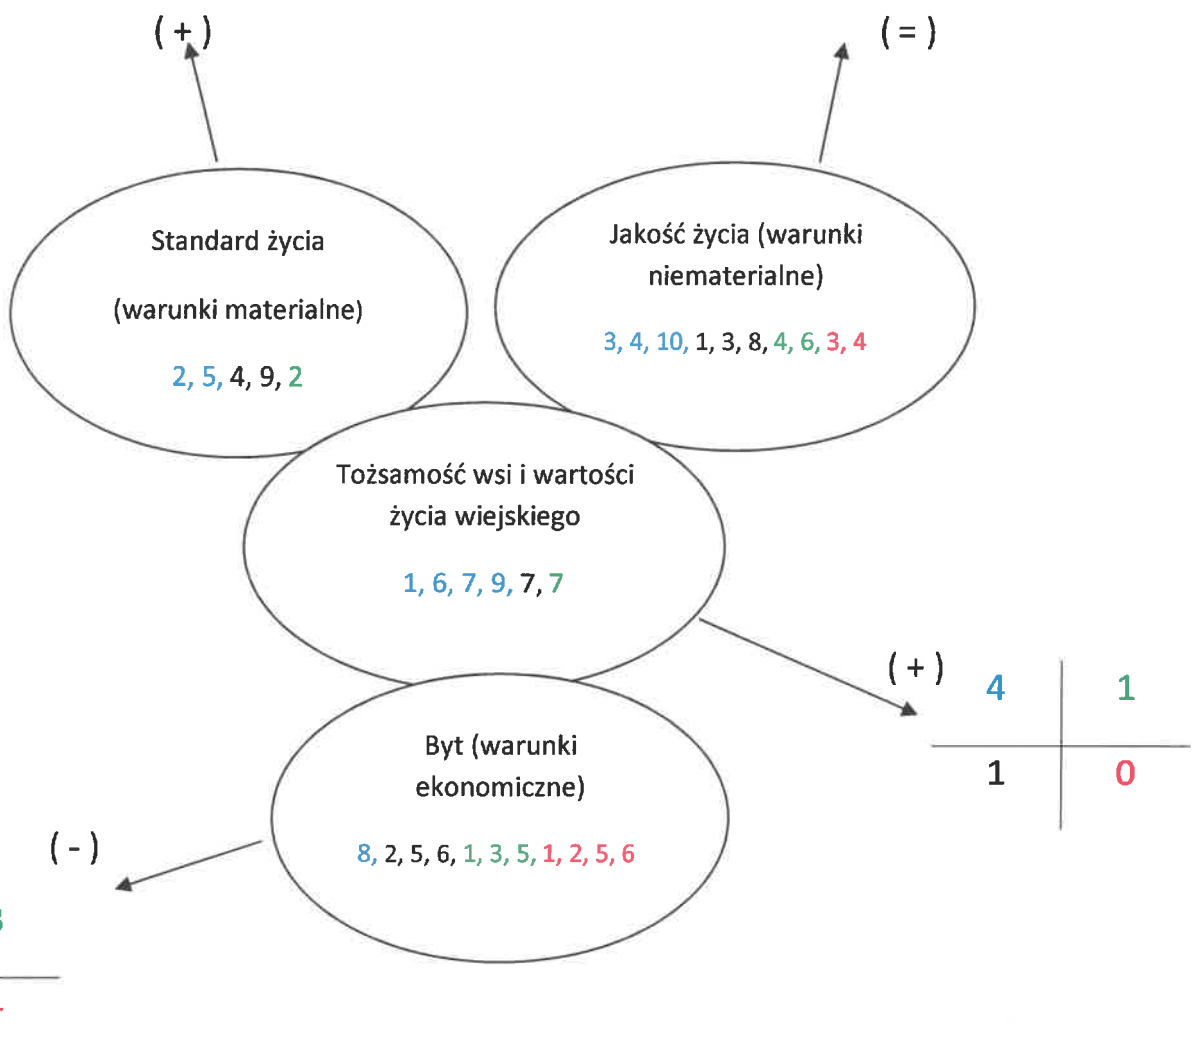 ( + )
( = )
Standard życia
(warunki materialne)
2, 5, 4, 9, 2
Jakość życia (warunki
niematerialne)
3, 4, 10, 1, 3, 8, 4, 6, 3, 4
Tożsamość wsi i wartości
życia wiejskiego
1, 6, 7, 9, 7, 7
( + )
4 1
1 0
Byt (warunki
ekonomiczne)
8, 2, 5, 6, 1, 3, 5, 1, 2, 5, 6
( - )